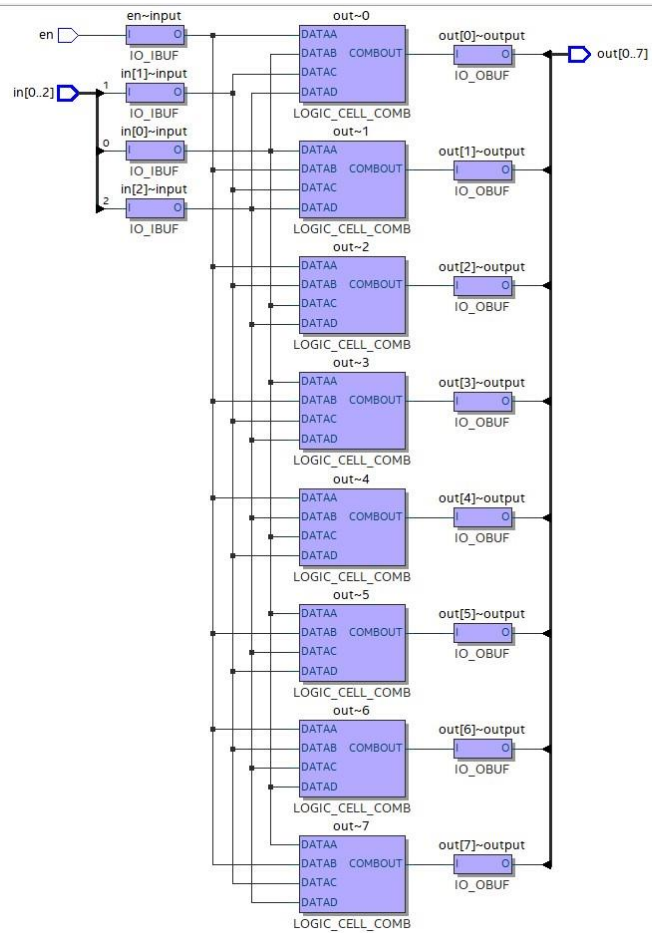 en~input
en
I O
IO_IBUF
in[1]~input
in[0..2]
1
I O
IO_IBUF
in[0]~input
0
I O
IO_IBUF
in[2]~input
2
I O
IO_IBUF
out~0
DATAA
DATAB COMBOUT
DATAC
DATAD
LOGIC_CELL_COMB
out[0]~output
I O
IO_OBUF
out[0..7]
out~1
DATAA
DATAB COMBOUT
DATAC
DATAD
LOGIC_CELL_COMB
out[1]~output
I O
IO_OBUF
out~2
DATAA
DATAB COMBOUT
DATAC
DATAD
LOGIC_CELL_COMB
out[2]~output
I O
IO_OBUF
out~3
DATAA
DATAB COMBOUT
DATAC
DATAD
LOGIC_CELL_COMB
out[3]~output
I O
IO_OBUF
out~4
DATAA
DATAB COMBOUT
DATAC
DATAD
LOGIC_CELL_COMB
out[4]~output
I O
IO_OBUF
out~5
DATAA
DATAB COMBOUT
DATAC
DATAD
LOGIC_CELL_COMB
out[5]~output
I O
IO_OBUF
out~6
DATAA
DATAB COMBOUT
DATAC
DATAD
LOGIC_CELL_COMB
out[6]~output
I O
IO_OBUF
out~7
DATAA
DATAB COMBOUT
DATAC
DATAD
LOGIC_CELL_COMB
out[7]~output
I O
IO_OBUF